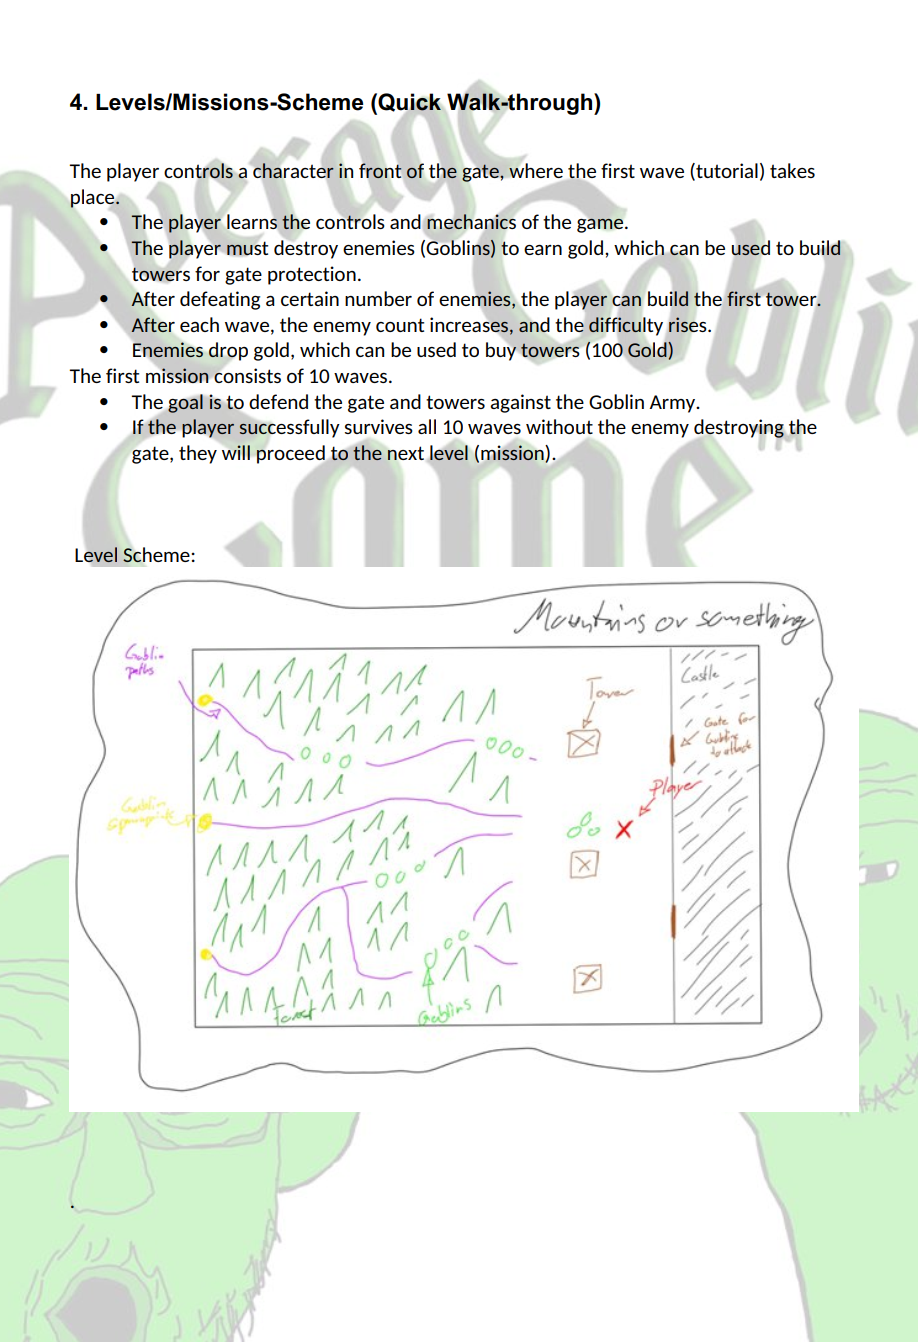 4. Levels/Missions-Scheme (Quick Walk-through)
The player controls a character in front of the gate, where the first wave (tutorial) takes
place.
• The player learns the controls and mechanics of the game.
• The player must destroy enemies (Goblins) to earn gold, which can be used to build
towers for gate protection.
• After defeating a certain number of enemies, the player can build the first tower.
• After each wave, the enemy count increases, and the difficulty rises.
• Enemies drop gold, which can be used to buy towers (100 Gold)
The first mission consists of 10 waves.
• The goal is to defend the gate and towers against the Goblin Army.
• If the player successfully survives all 10 waves without the enemy destroying the
gate, they will proceed to the next level (mission).
Level Scheme:
Mountains or something
Goblin
paths
Castle
Tower
Gate for
Goblins
to attack
Player
Goblin
Forest
Goblins
.
Average
Goblin
Game
TM